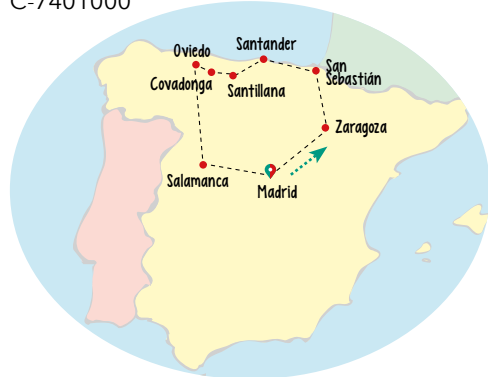 C-7401000
Oviedo
Santander
Covadonga
Santillana
San
Sebastián
Zaragoza
Salamanca
Madrid